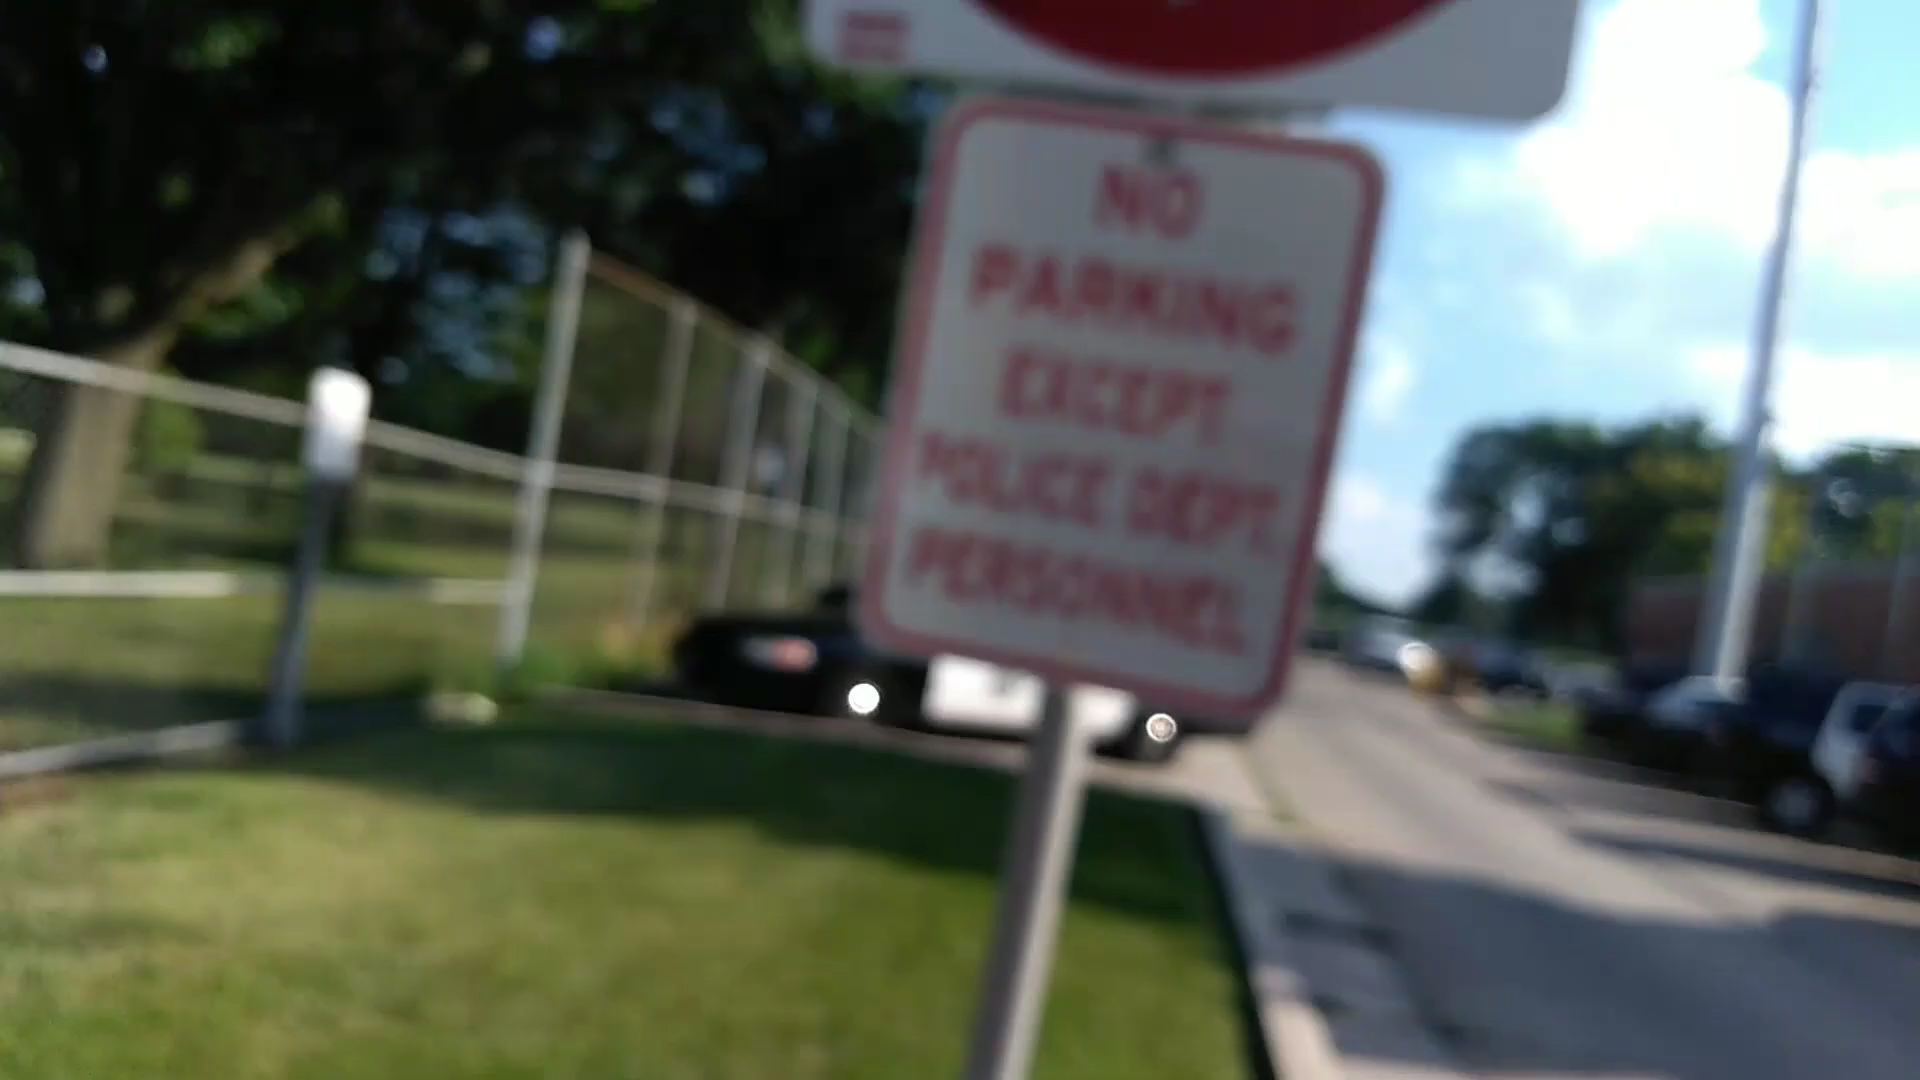 NO
PARKING
EXCEPT
POLICE DEPT.
PERSONNEL